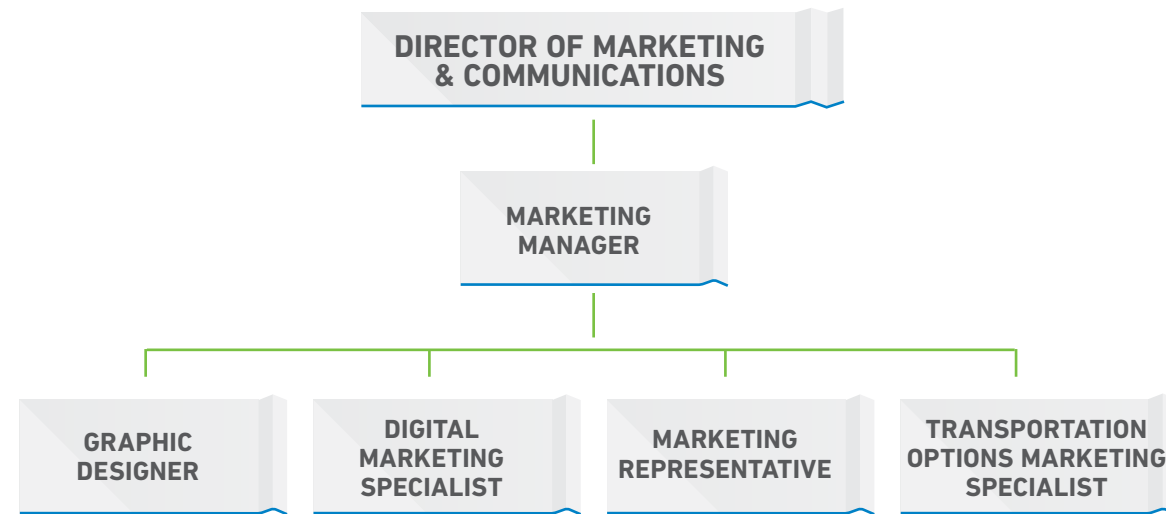 DIRECTOR OF MARKETING
& COMMUNICATIONS
MARKETING
MANAGER
GRAPHIC
DESIGNER
DIGITAL
MARKETING
SPECIALIST
MARKETING
REPRESENTATIVE
TRANSPORTATION
OPTIONS MARKETING
SPECIALIST